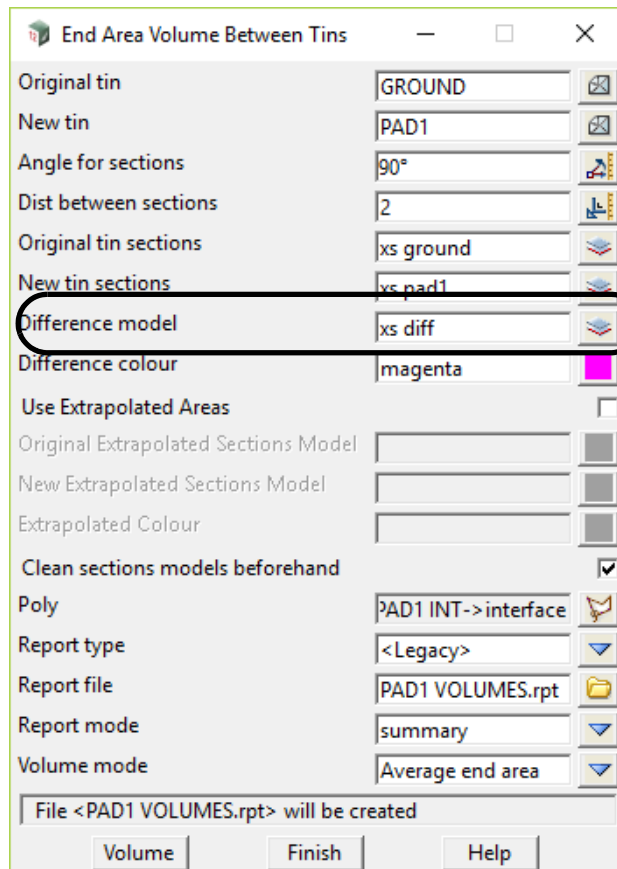 End Area Volume Between Tins
Original tin GROUND
New tin PAD1
Angle for sections 90°
Dist between sections 2
Original tin sections xs ground
New tin sections xs pad1
Difference model xs diff
Difference colour magenta
Use Extrapolated Areas
Original Extrapolated Sections Model
New Extrapolated Sections Model
Extrapolated Colour
Clean sections models beforehand
Poly PAD1 INT->interface
Report type <Legacy>
Report file PAD1 VOLUMES.rpt
Report mode summary
Volume mode Average end area
File <PAD1 VOLUMES.rpt> will be created
Volume Finish Help